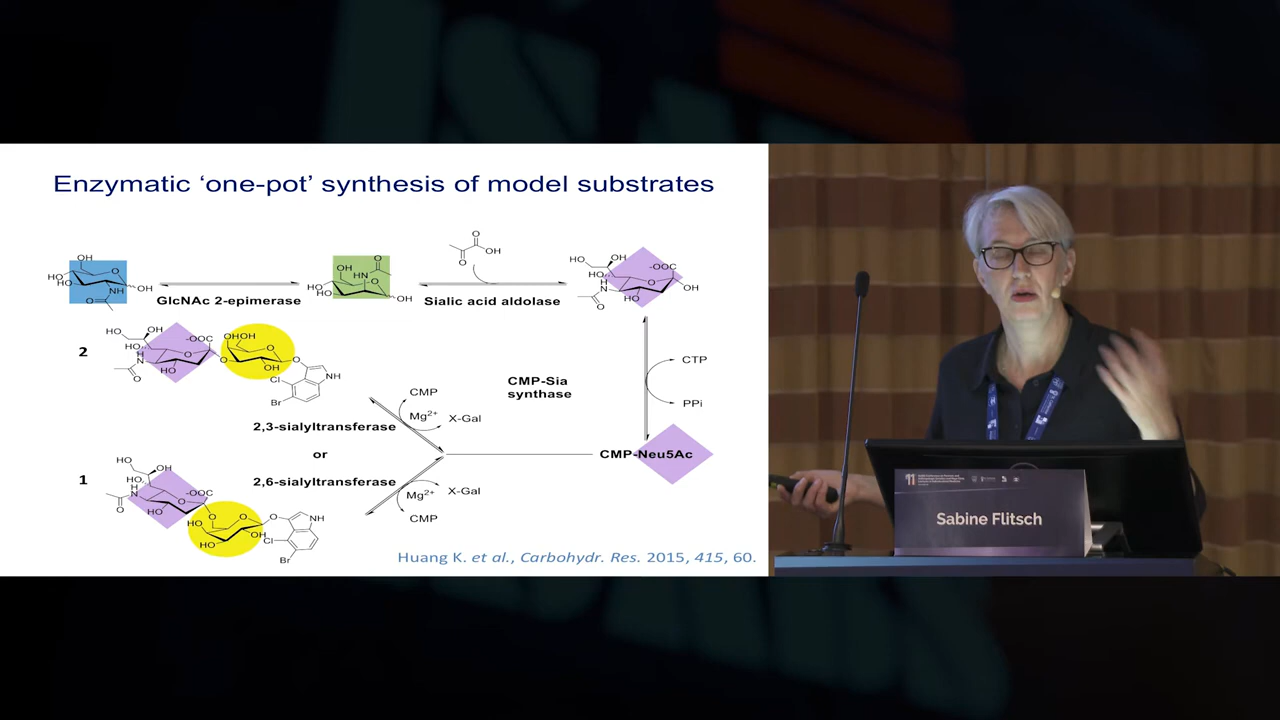 Enzymatic ‘one-pot’ synthesis of model substrates
GlcNAc 2-epimerase
Sialic acid aldolase
2
CMP-Sia
synthase
CTP
PPi
CMP
Mg2+
X-Gal
2,3-sialyltransferase
or
CMP-Neu5Ac
1
2,6-sialyltransferase
Mg2+
X-Gal
CMP
Huang K. et al., Carbohydr. Res. 2015, 415, 60.
11
Sabine Flitsch